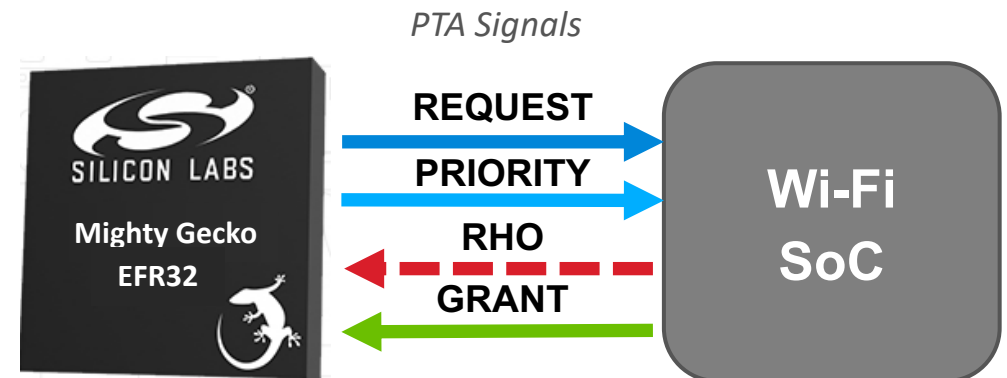 PTA Signals
REQUEST
PRIORITY
RHO
GRANT
SILICON LABS
Mighty Gecko
EFR32
Wi-Fi
SoC